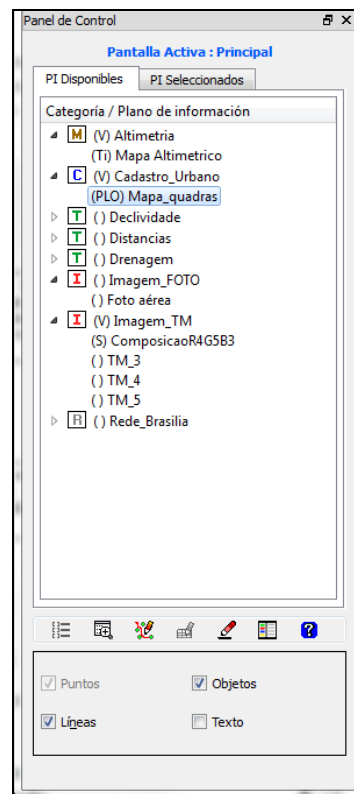 Panel de Control
Pantalla Activa : Principal
PI Disponibles PI Seleccionados
Categoría / Plano de información
M (V) Altimetria
(Ti) Mapa Altimetrico
C (V) Cadastro_Urbano
(PLO) Mapa_quadras
T ( ) Declividade
T ( ) Distancias
T ( ) Drenagem
I ( ) Imagem_FOTO
( ) Foto aérea
I (V) Imagem_TM
(S) ComposicaoR4G5B3
( ) TM_3
( ) TM_4
( ) TM_5
R ( ) Rede_Brasilia
?
Puntos Objetos
Líneas Texto